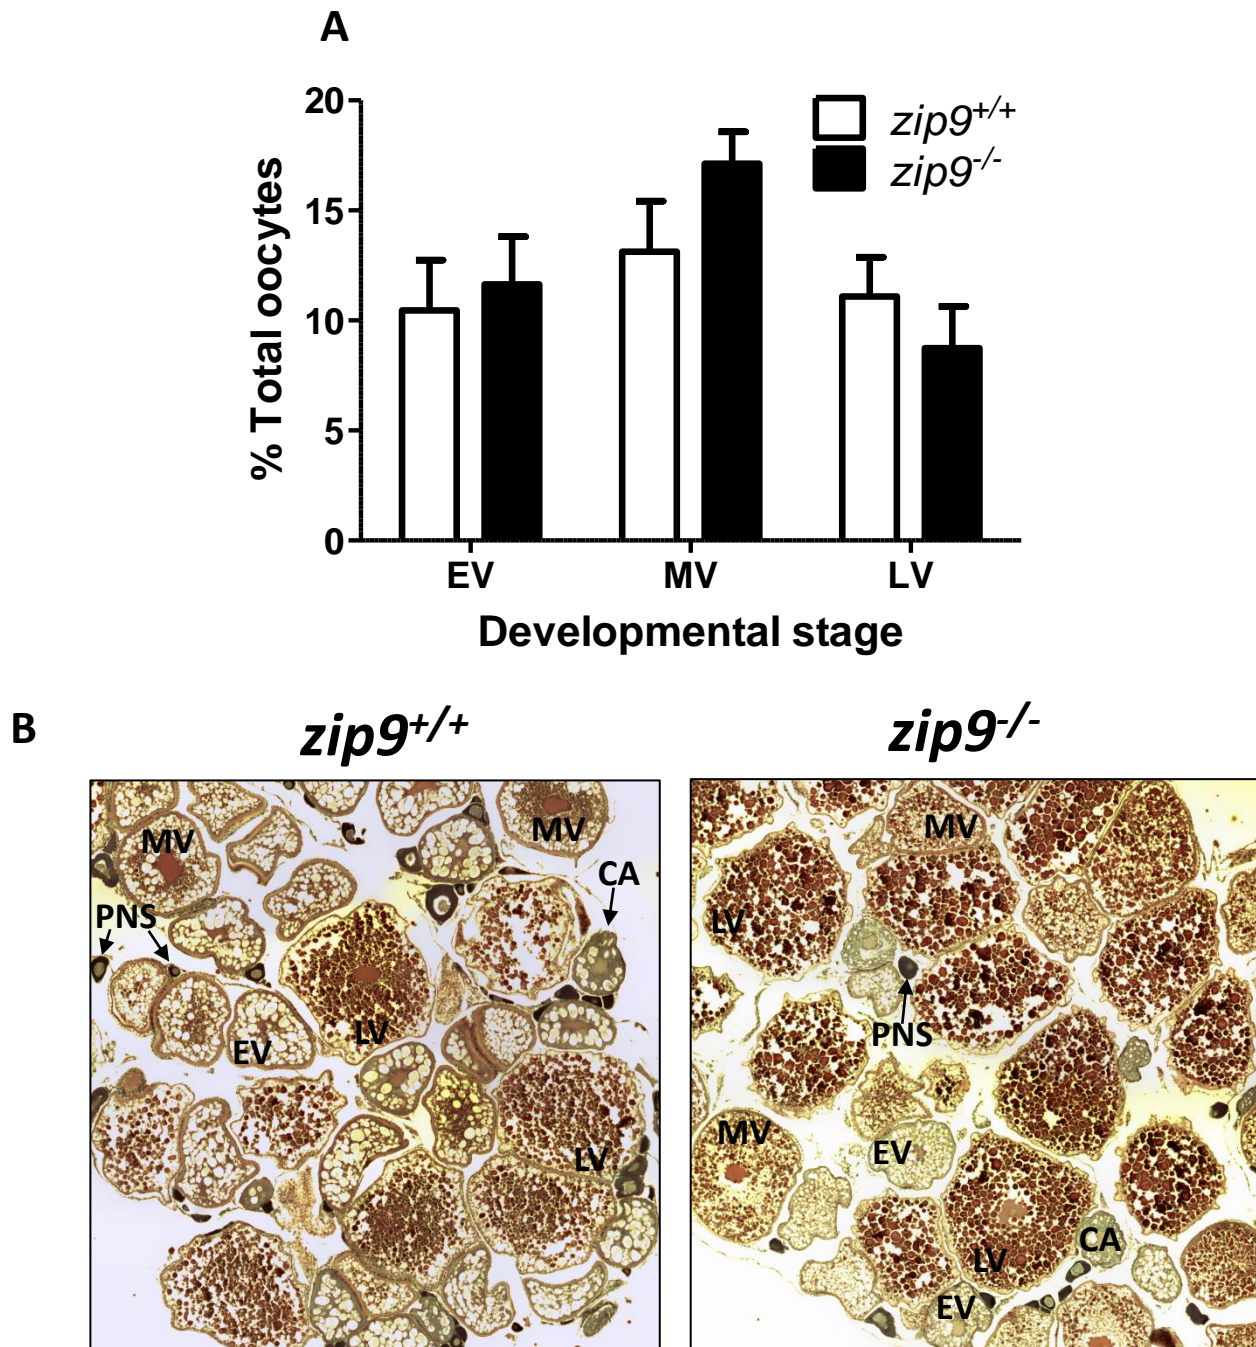 A
20
15
10
5
0
% Total oocytes
zip9+/+
zip9-/-
EV MV LV
Developmental stage
B
zip9+/+ zip9-/-
MV MV
CA
PNS
EV LV
LV
MV
LV
PNS
MV
EV
CA
LV
EV